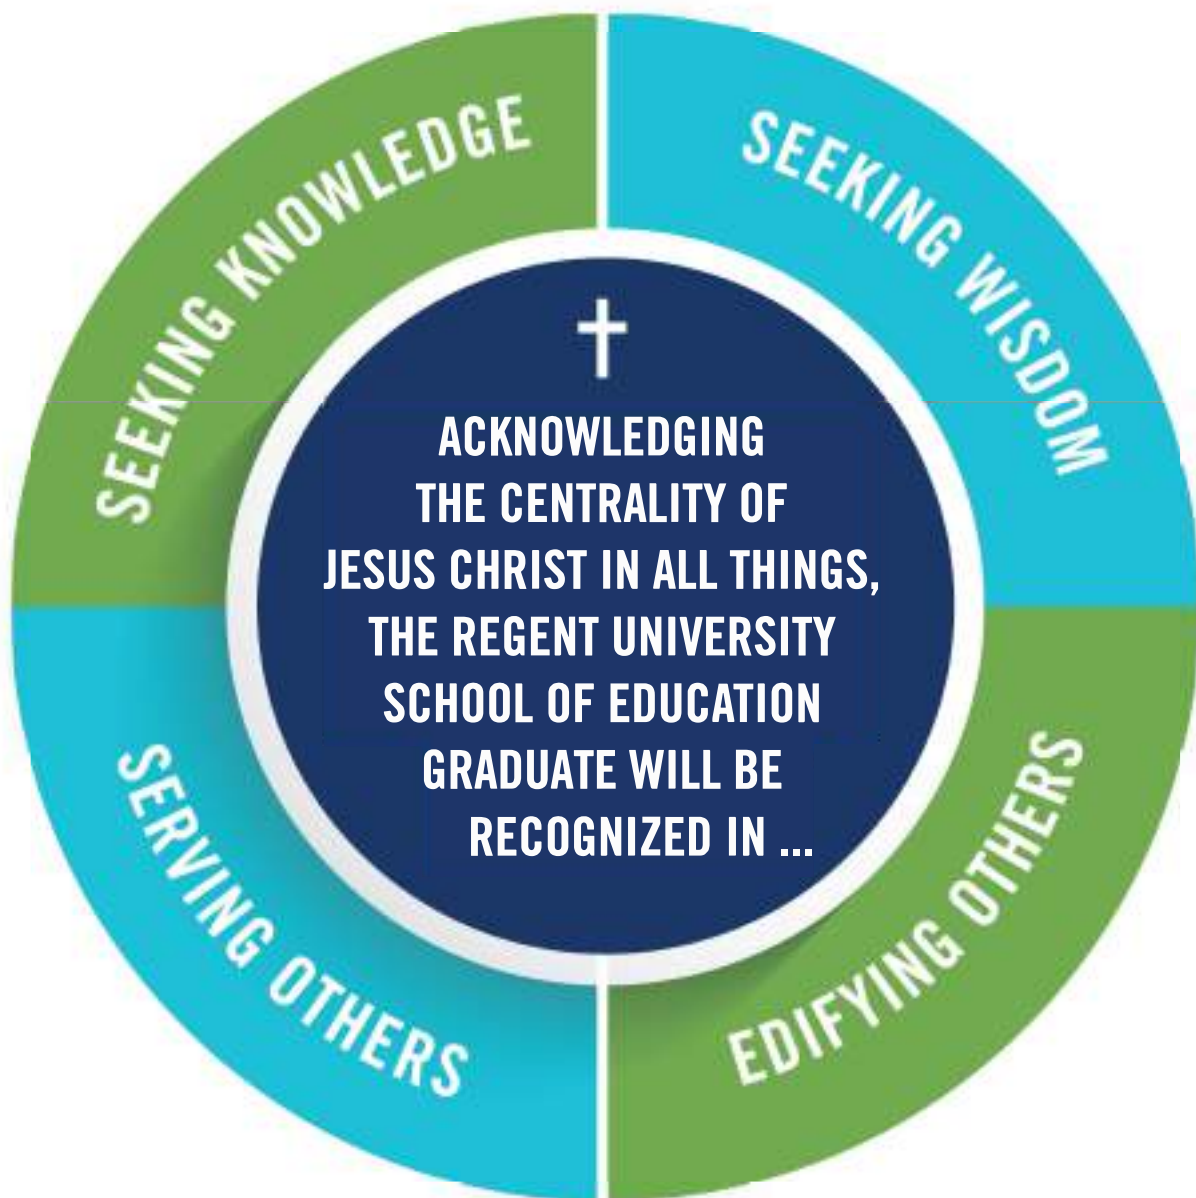 SEEKING KNOWLEDGE
SEEKING WISDOM
ACKNOWLEDGING
THE CENTRALITY OF
JESUS CHRIST IN ALL THINGS,
THE REGENT UNIVERSITY
SCHOOL OF EDUCATION
GRADUATE WILL BE
RECOGNIZED IN ...
SERVING OTHERS
EDIFYING OTHERS